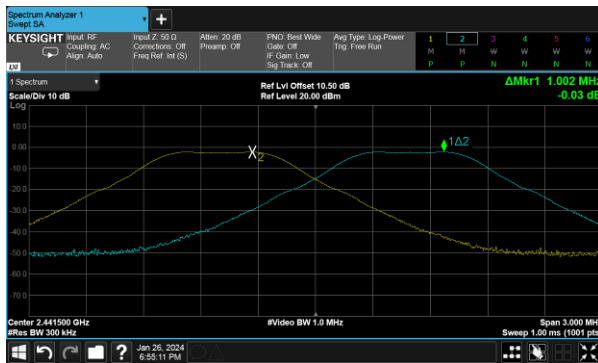 Spectrum Analyzer 1
Swept SA
KEYSIGHT
Input: RF
Coupling: AC
Align: Auto
Input Z: 50 Ω
Corrections: Off
Freq Ref: Int (S)
Atten: 20 dB
Preamp: Off
PNO: Best Wide
Gate: Off
IF Gain: Low
Sig Track: Off
Avg Type: Log-Power
Trig: Free Run
1 2 3 4 5 6
M M W W W W
P P N N N N
LXI
1 Spectrum
Scale/Div 10 dB
Ref Lvl Offset 10.50 dB
Ref Level 20.00 dBm
ΔMkr1 1.002 MHz
-0.03 dB
Log
10.0
0.00
-10.0
-20.0
-30.0
-40.0
-50.0
-60.0
-70.0
X2
1Δ2
Center 2.441500 GHz
#Res BW 300 kHz
#Video BW 1.0 MHz
Span 3.000 MHz
Sweep 1.00 ms (1001 pts)
?
Jan 26, 2024
6:55:11 PM